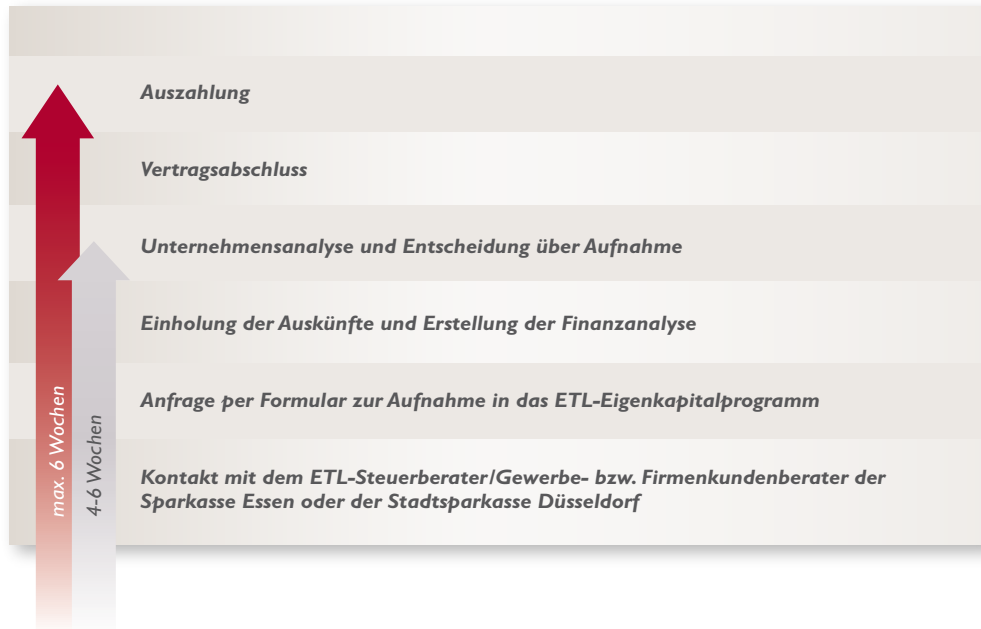 Auszahlung
Vertragsabschluss
Unternehmensanalyse und Entscheidung über Aufnahme
Einholung der Auskünfte und Erstellung der Finanzanalyse
Anfrage per Formular zur Aufnahme in das ETL-Eigenkapitalprogramm
Kontakt mit dem ETL-Steuerberater/Gewerbe- bzw. Firmenkundenberater der
Sparkasse Essen oder der Stadtsparkasse Düsseldorf
max. 6 Wochen
4-6 Wochen